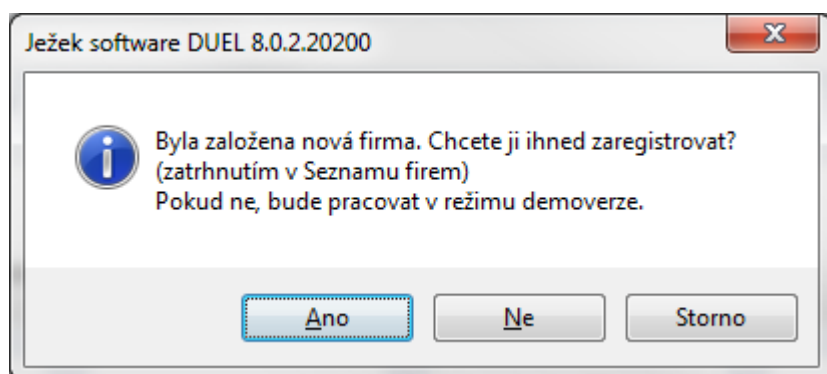 Ježek software DUEL 8.0.2.20200
Byla založena nová firma. Chcete ji ihned zaregistrovat?
(zatrhnutím v Seznamu firem)
Pokud ne, bude pracovat v režimu demoverze.
Ano Ne Storno